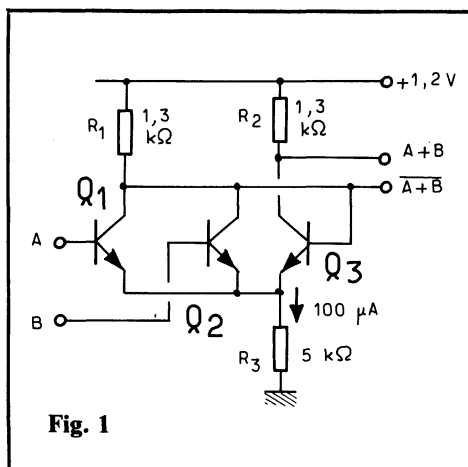 +1,2 V
R1
1,3
kΩ
R2
1,3
kΩ
A+B
A+B
Q1
A
Q3
B
Q2
100 µA
R3
5 kΩ
Fig. 1